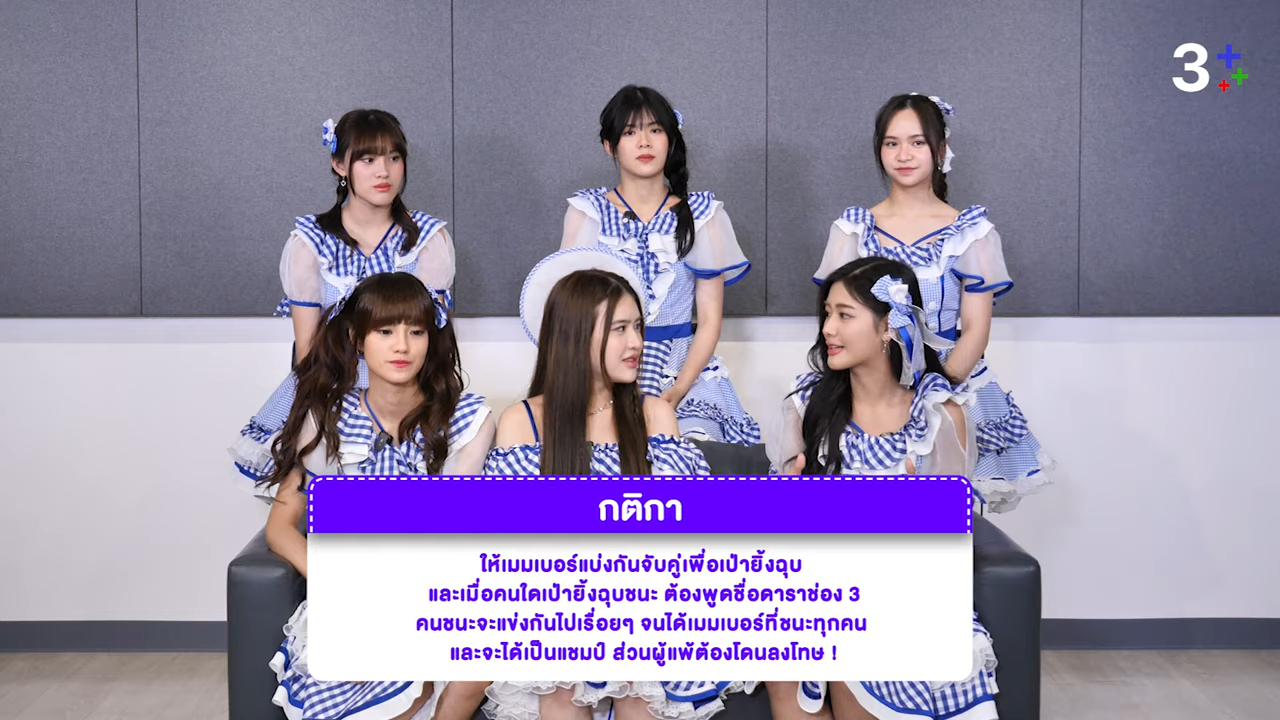 3
กติกา
ให้เมมเบอร์แบ่งกันจับคู่เพื่อเป่ายิ้งฉุบ
และเมื่อคนใดเป่ายิ้งฉุบชนะ ต้องพูดชื่อดาราช่อง 3
คนชนะจะแข่งกันไปเรื่อยๆ จนได้เมมเบอร์ที่ชนะทุกคน
และจะได้เป็นแชมป์ ส่วนผู้แพ้ต้องโดนลงโทษ !